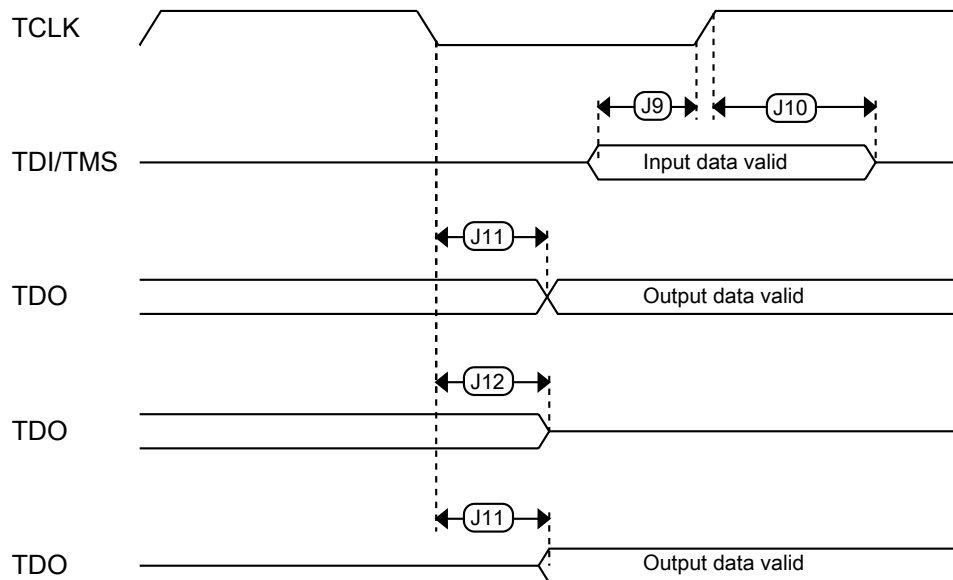 TCLK
J9
J10
TDI/TMS
Input data valid
J11
TDO
Output data valid
J12
TDO
J11
TDO
Output data valid